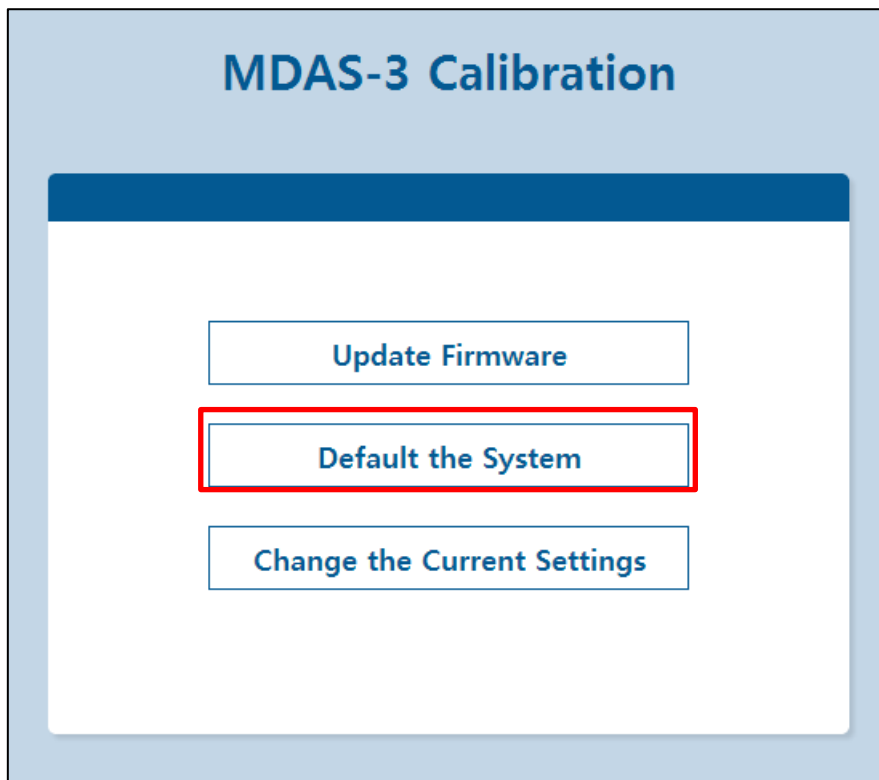 MDAS-3 Calibration
Update Firmware
Default the System
Change the Current Settings